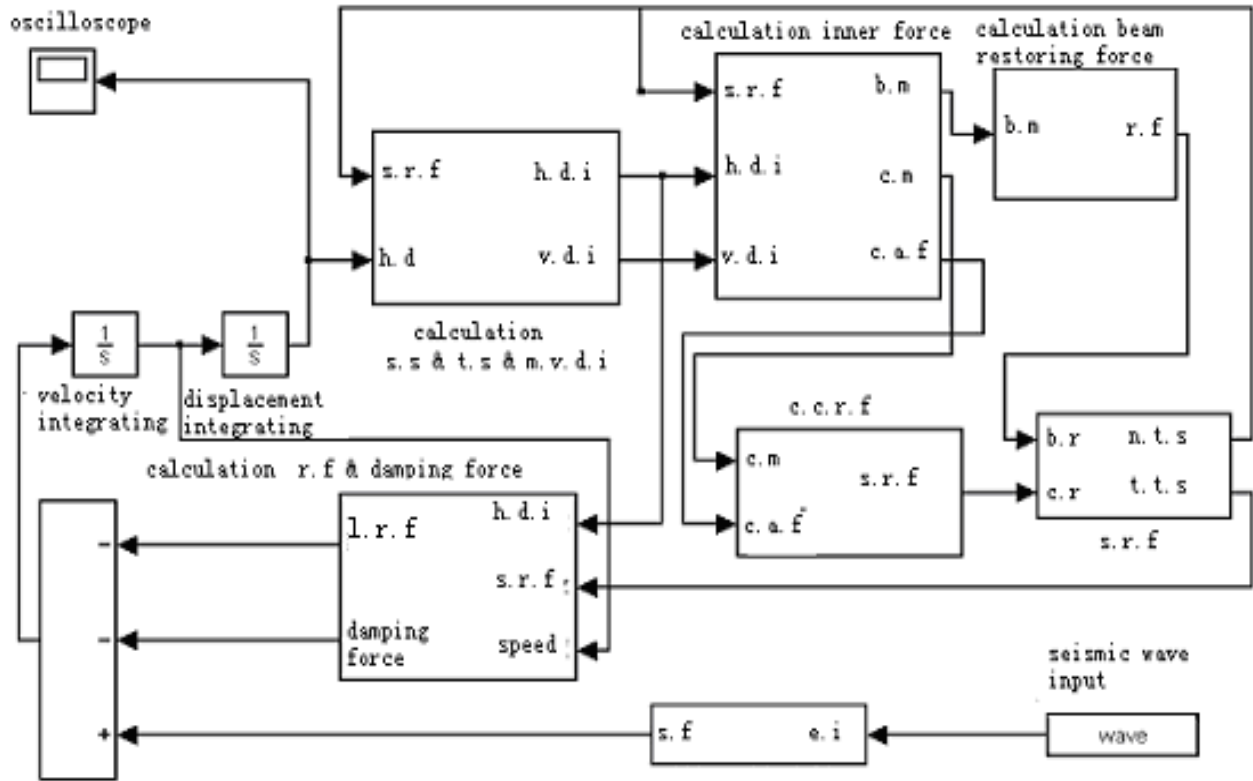 oscilloscope
calculation inner force
calculation beam
restoring force
s.r.f
b.m
h.d.i
c.m
v.d.i
c.a.f
b.m
r.f
s.r.f
h.d.i
h.d
v.d.i
calculation
s.s & t.s & m.v.d.i
1
S
1
S
velocity
integrating
displacement
integrating
c.c.r.f
c.m
s.r.f
c.a.f
b.r
n.t.s
c.r
t.t.s
s.r.f
calculation r.f & damping force
l.r.f
h.d.i
s.r.f
damping
force
speed
-
-
+
seismic wave
input
s.f
e.i
wave